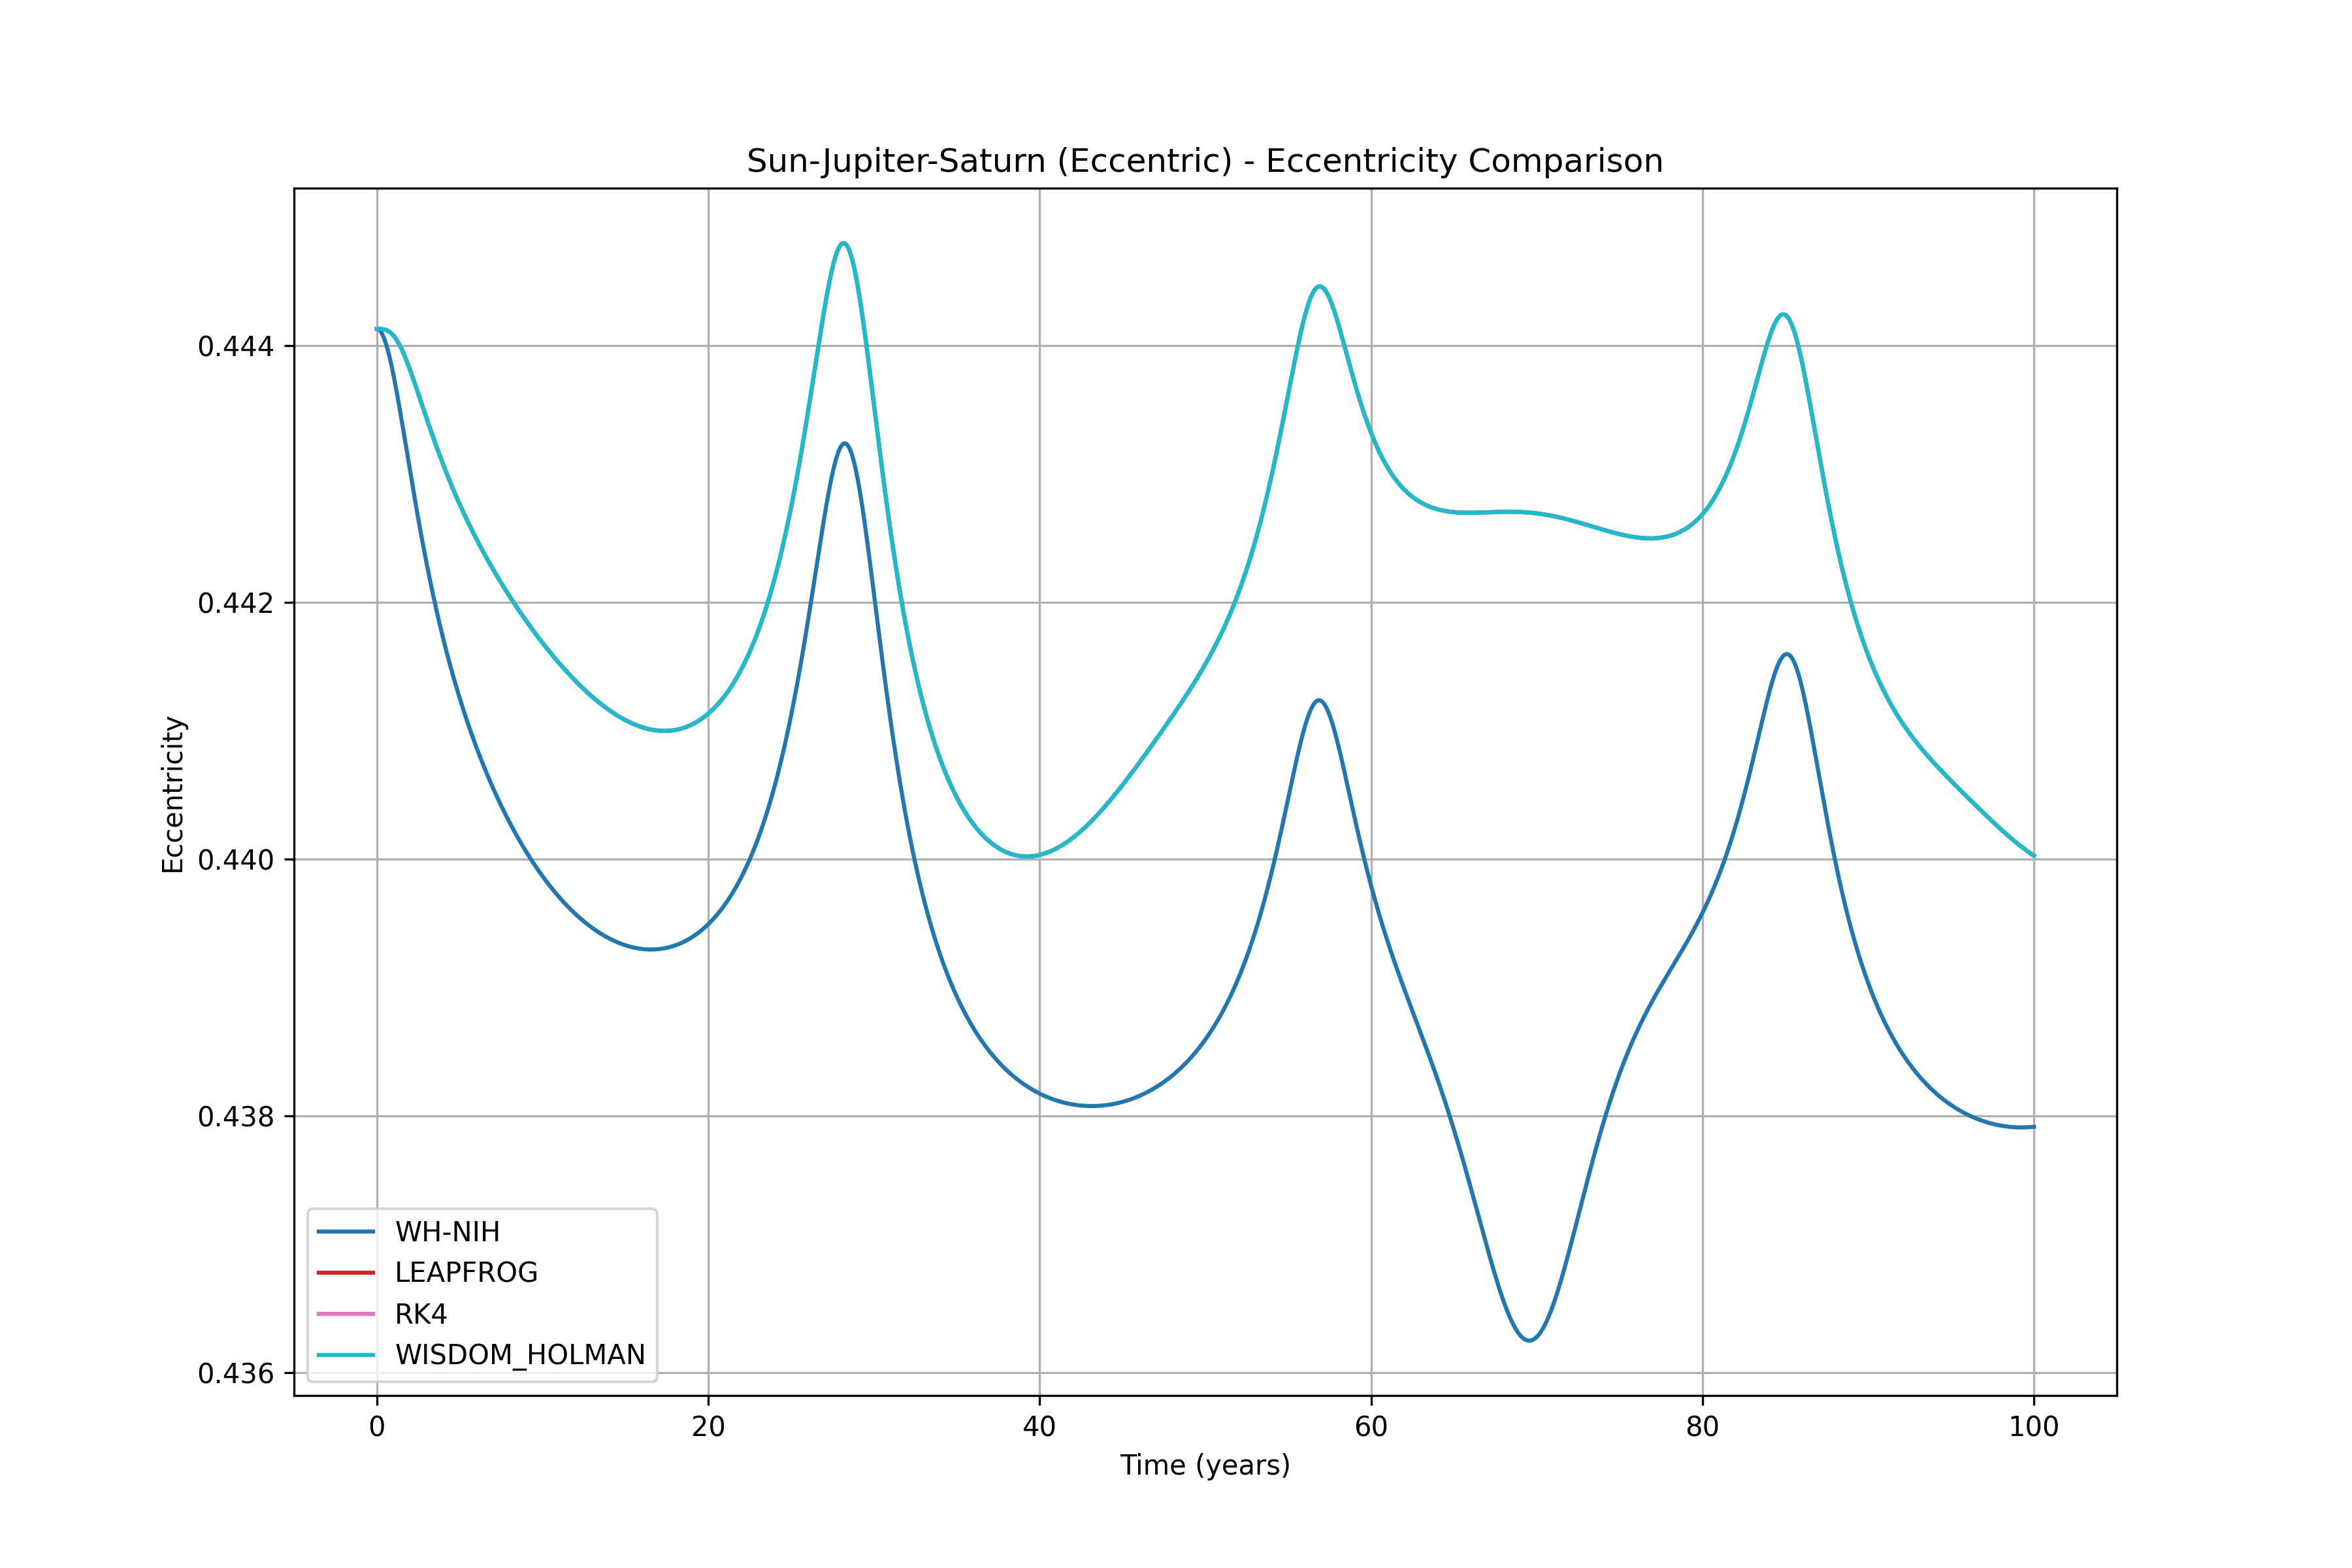 Sun-Jupiter-Saturn (Eccentric) - Eccentricity Comparison
Eccentricity
0.444
0.442
0.440
0.438
0.436
WH-NIH
LEAPFROG
RK4
WISDOM_HOLMAN
0 20 40 60 80 100
Time (years)